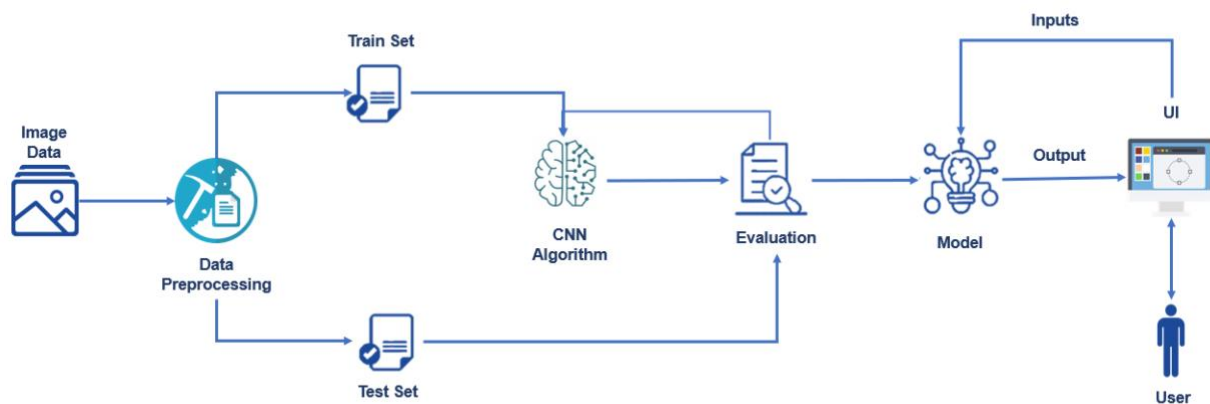 Inputs
Train Set
UI
Image
Data
Output
CNN
Algorithm
Evaluation
Model
Data
Preprocessing
Test Set
User